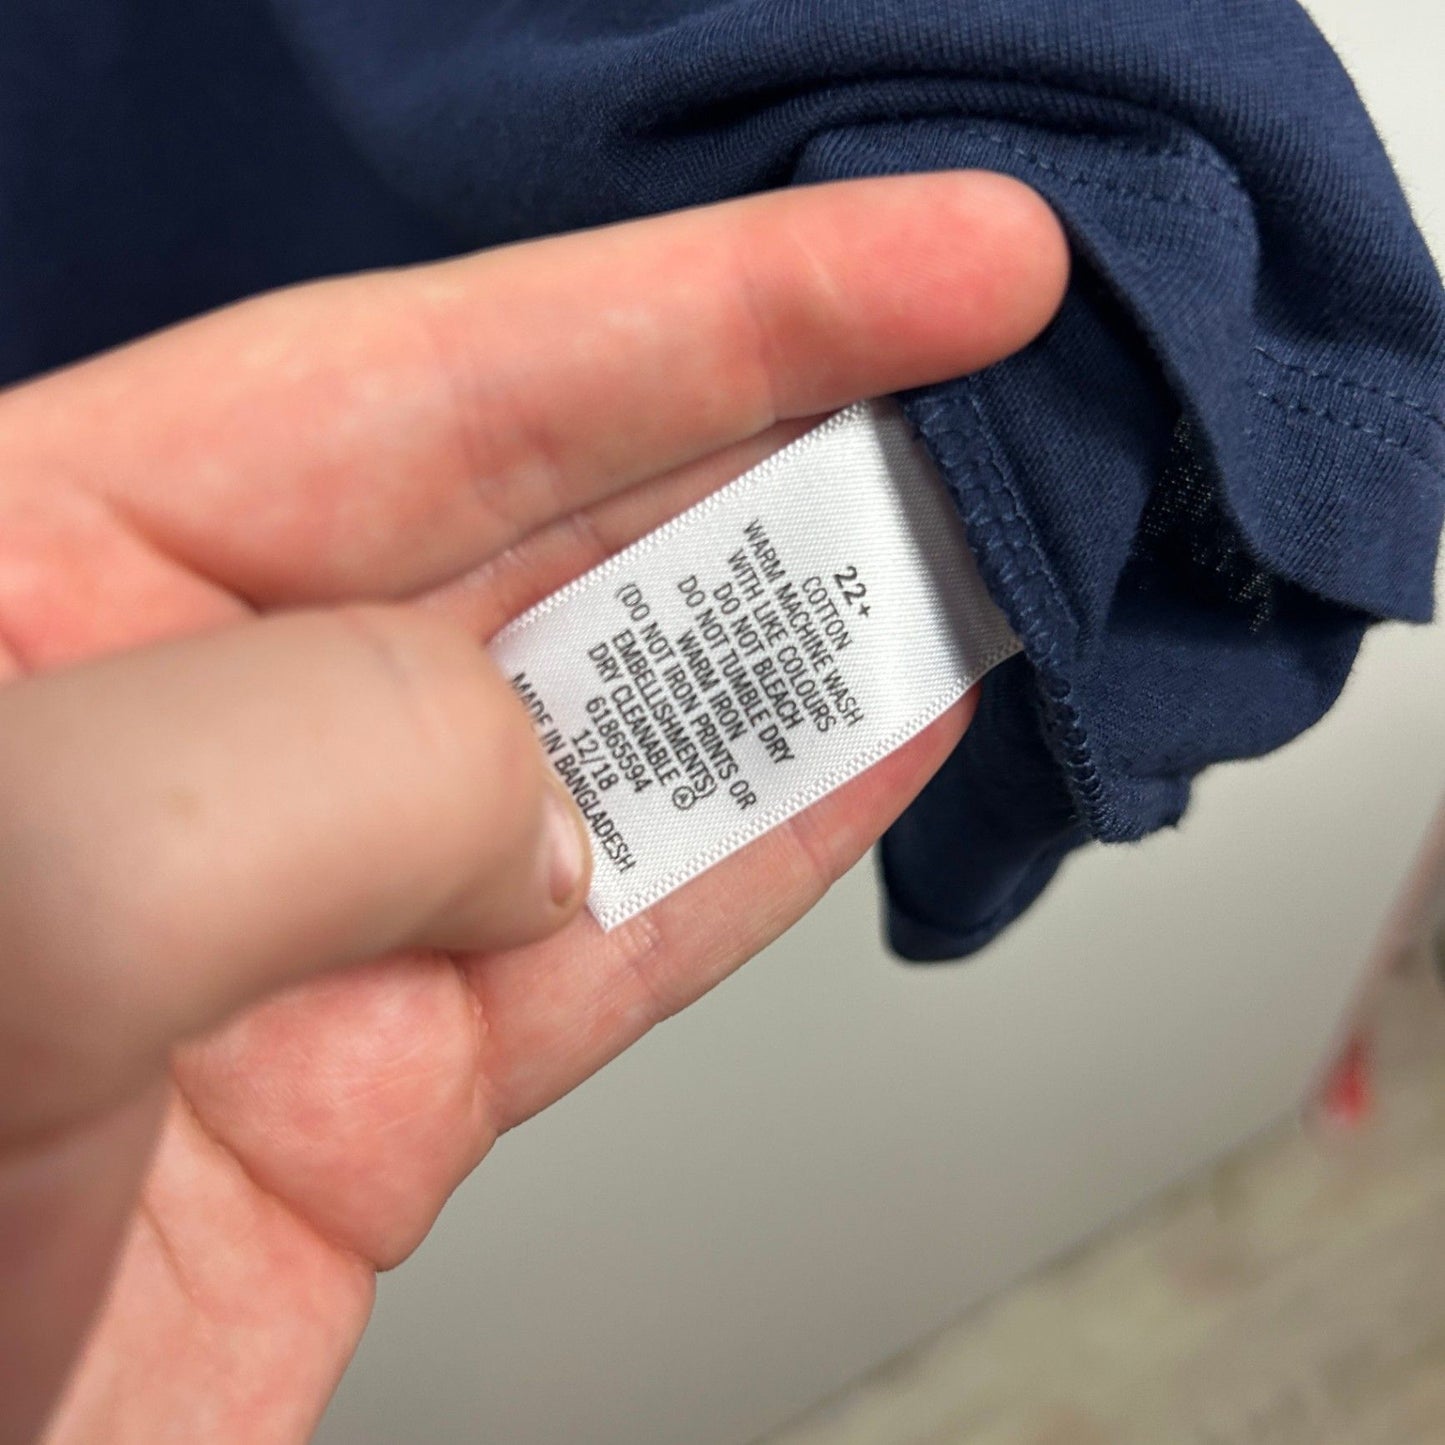 22+
COTTON
WARM MACHINE WASH
WITH LIKE COLOURS
DO NOT BLEACH
DO NOT TUMBLE DRY
WARM IRON
(DO NOT IRON PRINTS OR
EMBELLISHMENTS)
DRY CLEANABLE Ⓐ
61865594
12/18
MADE IN BANGLADESH